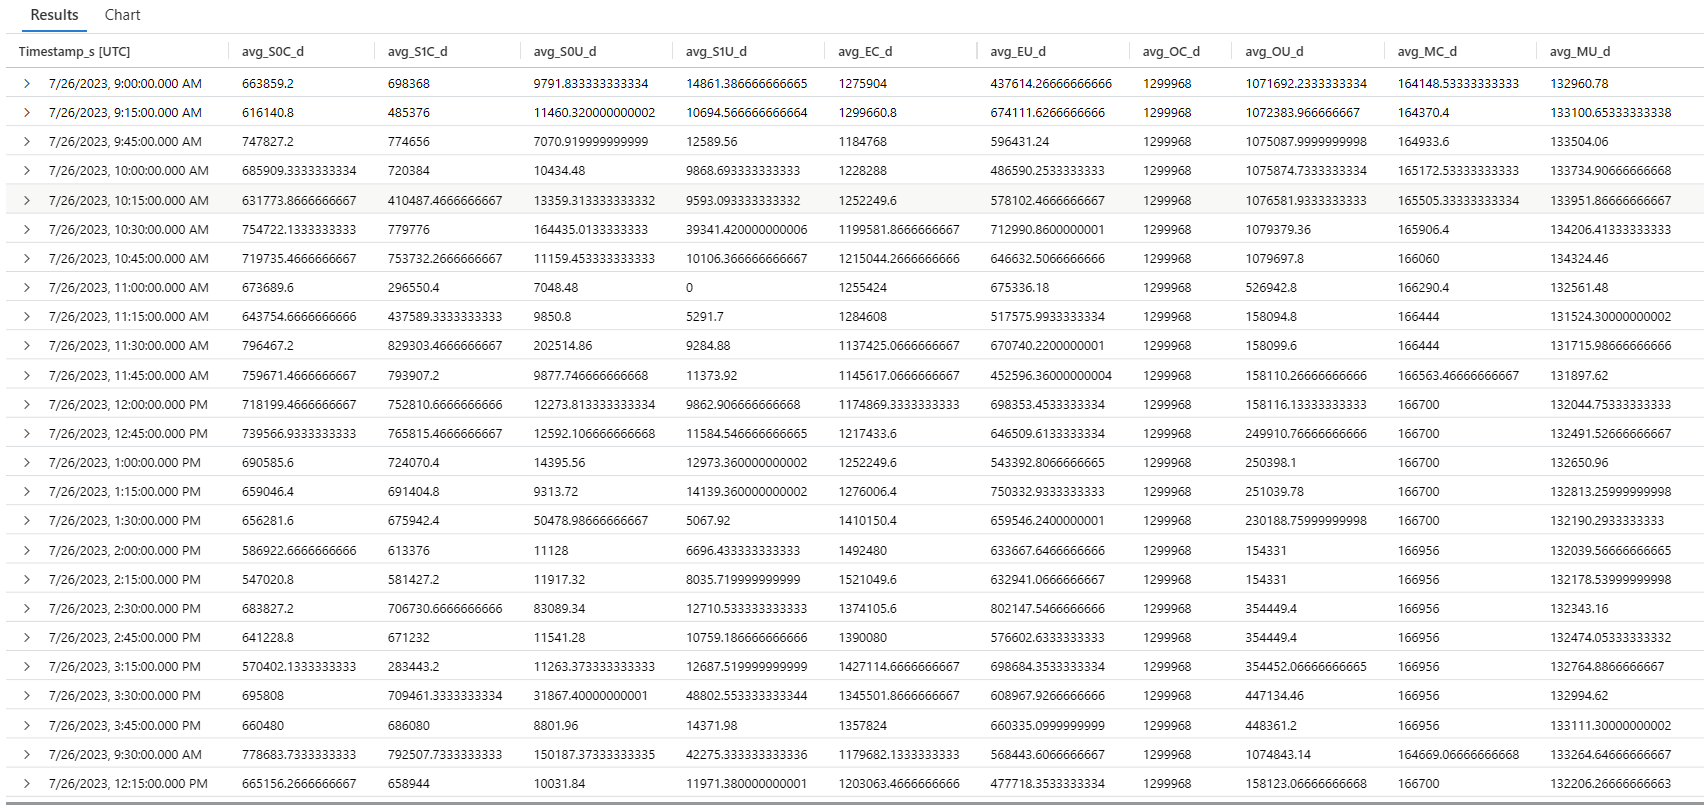 Results Chart
Timestamp_s [UTC] avg_S0C_d avg_S1C_d avg_S0U_d avg_S1U_d avg_EC_d avg_EU_d avg_OC_d avg_OU_d avg_MC_d avg_MU_d
7/26/2023, 9:00:00.000 AM 663859.2 698368 9791.833333333334 14861.386666666665 1275904 437614.26666666666 1299968 1071692.2333333334 164148.53333333333 132960.78
7/26/2023, 9:15:00.000 AM 616140.8 485376 11460.320000000002 10694.566666666664 1299660.8 674111.6266666666 1299968 1072383.966666667 164370.4 133100.65333333338
7/26/2023, 9:45:00.000 AM 747827.2 774656 7070.919999999999 12589.56 1184768 596431.24 1299968 1075087.9999999998 164933.6 133504.06
7/26/2023, 10:00:00.000 AM 685909.3333333334 720384 10434.48 9868.693333333333 1228288 486590.2533333333 1299968 1075874.7333333334 165172.53333333333 133734.90666666668
7/26/2023, 10:15:00.000 AM 631773.8666666667 410487.4666666667 13359.313333333332 9593.093333333332 1252249.6 578102.4666666667 1299968 1076581.9333333333 165505.33333333334 133951.86666666667
7/26/2023, 10:30:00.000 AM 754722.1333333333 779776 164435.0133333333 39341.420000000006 1199581.8666666667 712990.8600000001 1299968 1079379.36 165906.4 134206.41333333333
7/26/2023, 10:45:00.000 AM 719735.4666666667 753732.2666666667 11159.453333333333 10106.366666666667 1215044.2666666666 646632.5066666666 1299968 1079697.8 166060 134324.46
7/26/2023, 11:00:00.000 AM 673689.6 296550.4 7048.48 0 1255424 675336.18 1299968 526942.8 166290.4 132561.48
7/26/2023, 11:15:00.000 AM 643754.6666666666 437589.3333333333 9850.8 5291.7 1284608 517575.9933333334 1299968 158094.8 166444 131524.30000000002
7/26/2023, 11:30:00.000 AM 796467.2 829303.4666666667 202514.86 9284.88 1137425.0666666667 670740.2200000001 1299968 158099.6 166444 131715.98666666666
7/26/2023, 11:45:00.000 AM 759671.4666666667 793907.2 9877.746666666668 11373.92 1145617.0666666667 452596.36000000004 1299968 158110.26666666666 166563.46666666667 131897.62
7/26/2023, 12:00:00.000 PM 718199.4666666667 752810.6666666666 12273.813333333334 9862.906666666668 1174869.3333333333 698353.4533333334 1299968 158116.13333333333 166700 132044.75333333333
7/26/2023, 12:45:00.000 PM 739566.9333333333 765815.4666666667 12592.106666666668 11584.546666666665 1217433.6 646509.6133333334 1299968 249910.76666666666 166700 132491.52666666667
7/26/2023, 1:00:00.000 PM 690585.6 724070.4 14395.56 12973.360000000002 1252249.6 543392.8066666665 1299968 250398.1 166700 132650.96
7/26/2023, 1:15:00.000 PM 659046.4 691404.8 9313.72 14139.360000000002 1276006.4 750332.9333333333 1299968 251039.78 166700 132813.25999999998
7/26/2023, 1:30:00.000 PM 656281.6 675942.4 50478.98666666667 5067.92 1410150.4 659546.2400000001 1299968 230188.75999999998 166700 132190.2933333333
7/26/2023, 2:00:00.000 PM 586922.6666666666 613376 11128 6696.433333333333 1492480 633667.6466666666 1299968 154331 166956 132039.56666666665
7/26/2023, 2:15:00.000 PM 547020.8 581427.2 11917.32 8035.719999999999 1521049.6 632941.0666666667 1299968 154331 166956 132178.53999999998
7/26/2023, 2:30:00.000 PM 683827.2 706730.6666666666 83089.34 12710.533333333333 1374105.6 802147.5466666666 1299968 354449.4 166956 132343.16
7/26/2023, 2:45:00.000 PM 641228.8 671232 11541.28 10759.186666666666 1390080 576602.6333333333 1299968 354449.4 166956 132474.05333333332
7/26/2023, 3:15:00.000 PM 570402.1333333333 283443.2 11263.373333333333 12687.519999999999 1427114.6666666667 698684.3533333334 1299968 354452.06666666665 166956 132764.8866666667
7/26/2023, 3:30:00.000 PM 695808 709461.3333333334 31867.40000000001 48802.553333333344 1345501.8666666667 608967.9266666666 1299968 447134.46 166956 132994.62
7/26/2023, 3:45:00.000 PM 660480 686080 8801.96 14371.98 1357824 660335.0999999999 1299968 448361.2 166956 133111.30000000002
7/26/2023, 9:30:00.000 AM 778683.7333333333 792507.7333333333 150187.37333333335 42275.333333333336 1179682.1333333333 568443.6066666667 1299968 1074843.14 164669.06666666668 133264.64666666667
7/26/2023, 12:15:00.000 PM 665156.2666666667 658944 10031.84 11971.380000000001 1203063.4666666666 477718.3533333334 1299968 158123.06666666668 166700 132206.26666666663